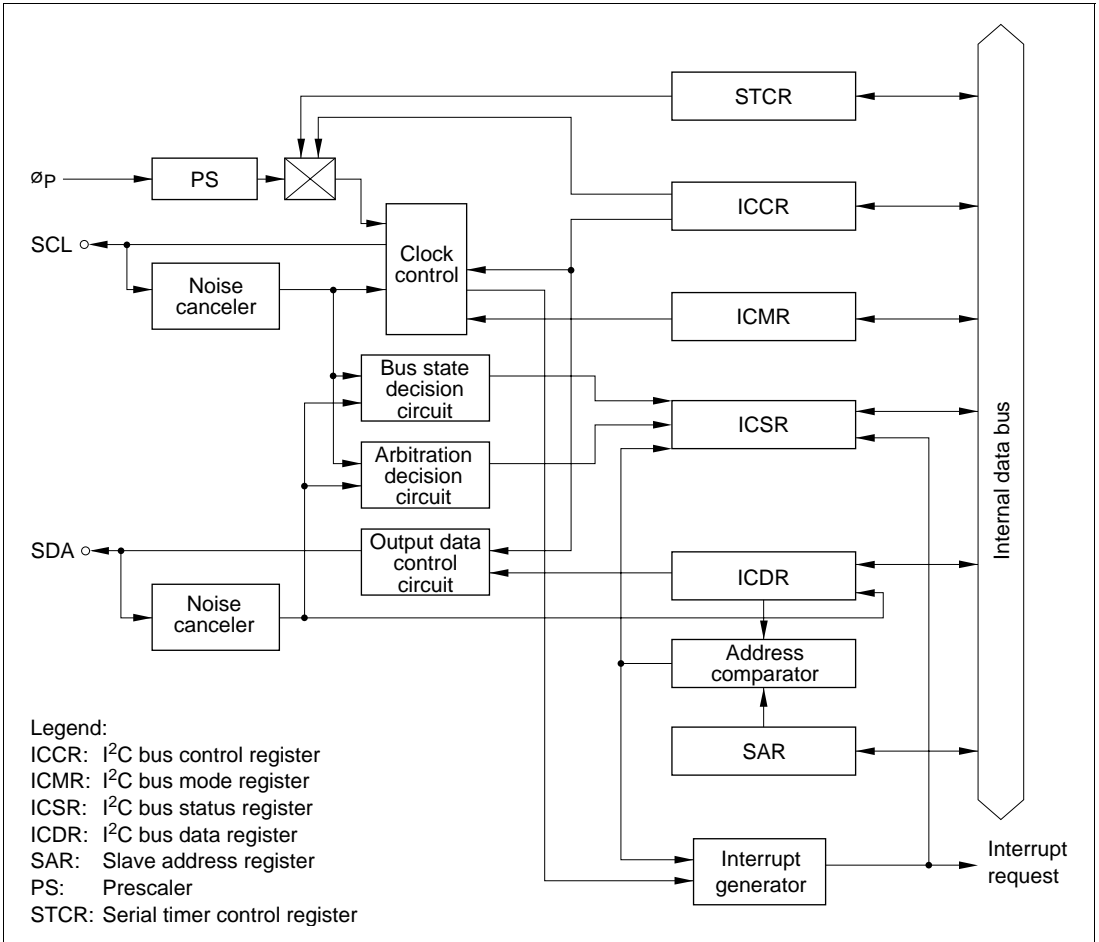 STCR
øP
PS
ICCR
SCL
Clock
control
Noise
canceler
ICMR
Bus state
decision
circuit
ICSR
Arbitration
decision
circuit
Internal data bus
SDA
Output data
control
circuit
ICDR
Noise
canceler
Address
comparator
SAR
Interrupt
generator
Interrupt
request
Legend:
ICCR: I²C bus control register
ICMR: I²C bus mode register
ICSR: I²C bus status register
ICDR: I²C bus data register
SAR: Slave address register
PS: Prescaler
STCR: Serial timer control register